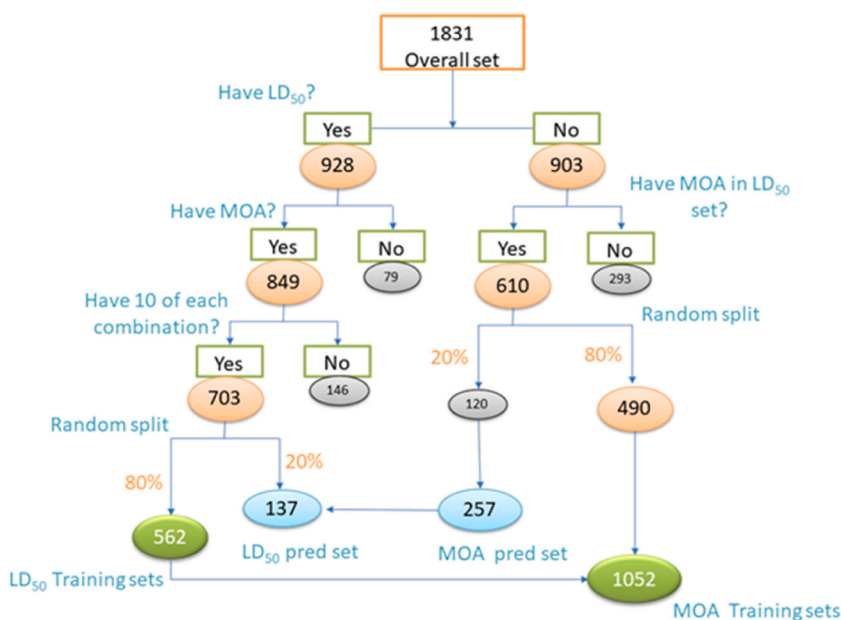 1831
Overall set
Have LD₅₀?
Yes
No
928
903
Have MOA?
Have MOA in LD₅₀
set?
Yes
No
Yes
No
849
79
610
293
Have 10 of each
combination?
Random split
Yes
No
20%
80%
703
146
120
490
Random split
80%
20%
137
257
562
LD₅₀ pred set
MOA pred set
LD₅₀ Training sets
1052
MOA Training sets